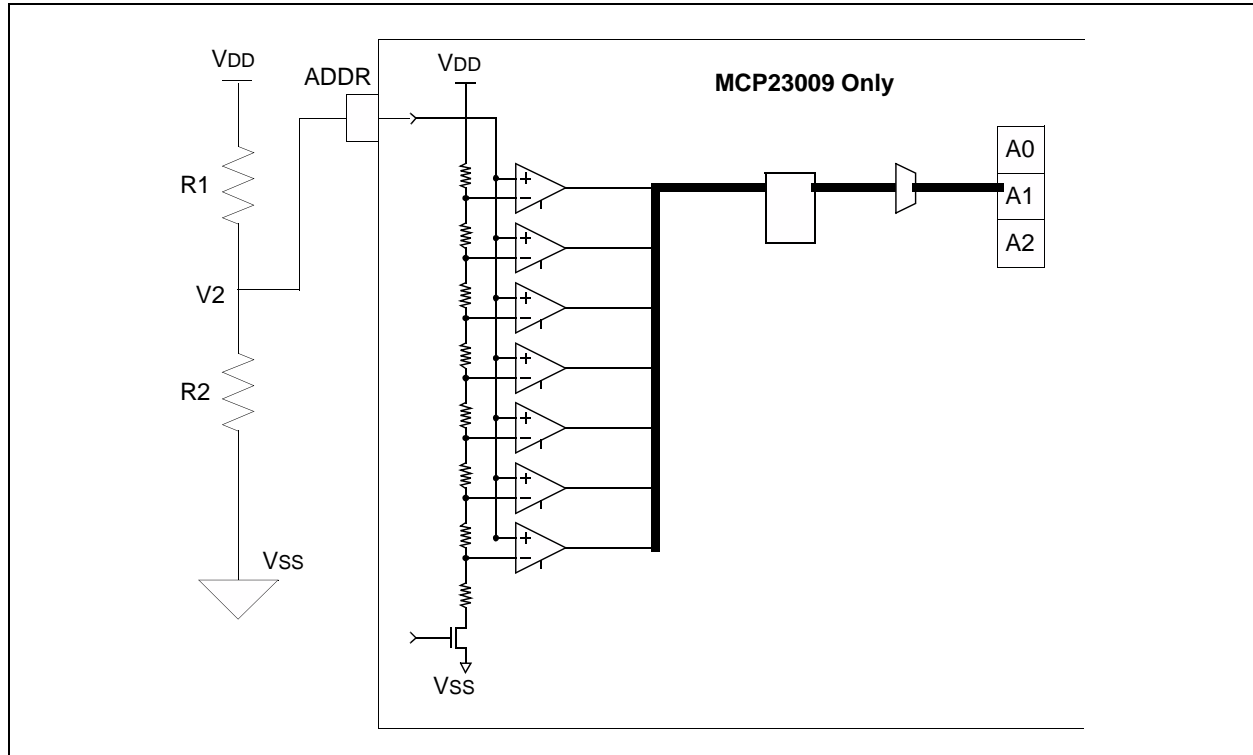 VDD
ADDR
VDD
MCP23009 Only
R1
A0
A1
A2
V2
R2
VSS
VSS
+
−
+
−
+
−
+
−
+
−
+
−
+
−